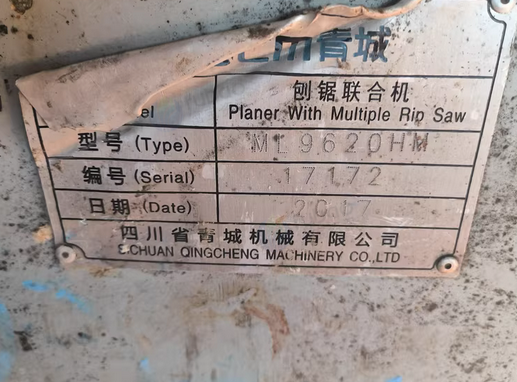 青城
刨锯联合机
Planer With Multiple Rip Saw
型号(Type) ML9620HM
编号(Serial) 17172
日期(Date) 2017
四川省青城机械有限公司
SICHUAN QINGCHENG MACHINERY CO.,LTD